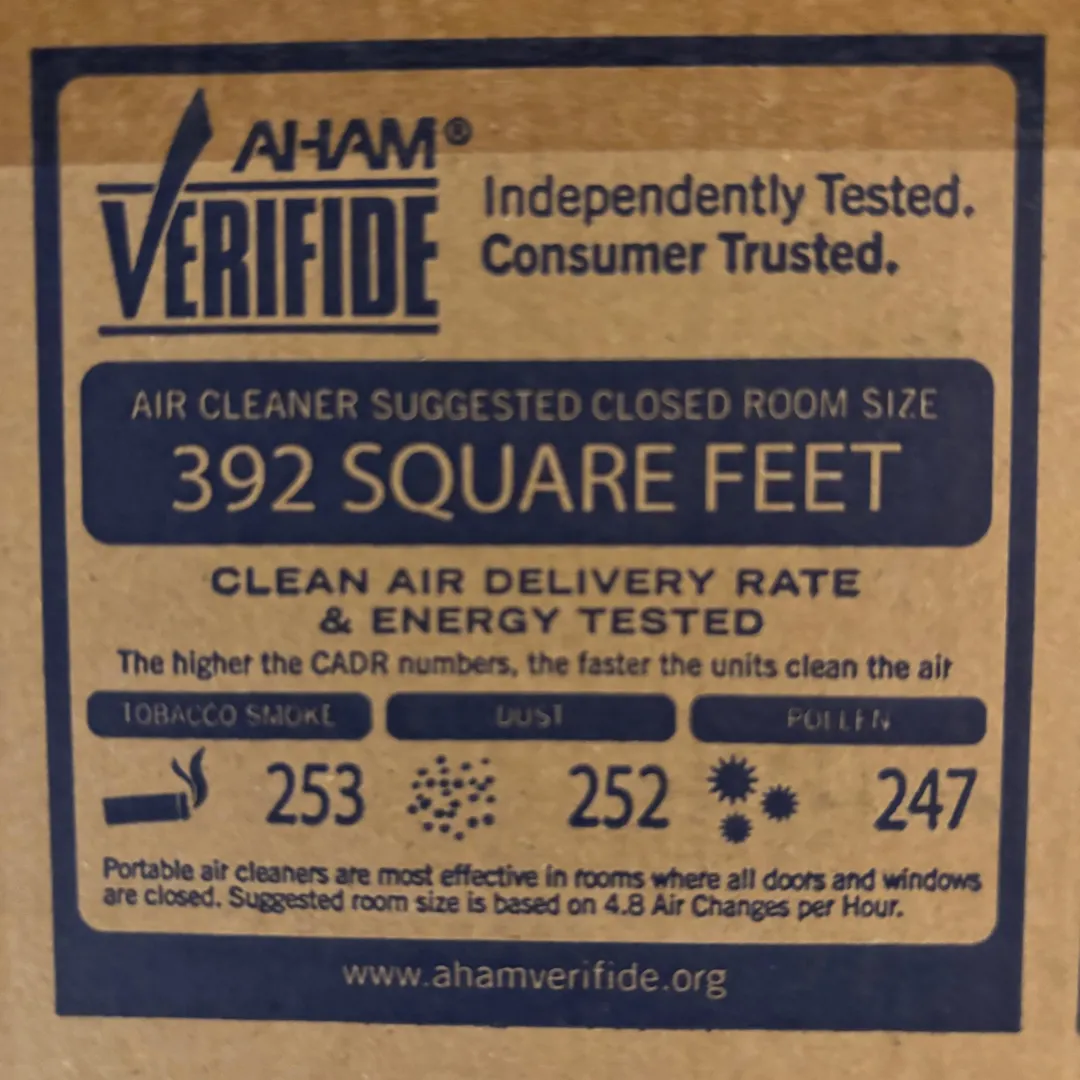 AHAM®
VERIFIDE
Independently Tested.
Consumer Trusted.
AIR CLEANER SUGGESTED CLOSED ROOM SIZE
392 SQUARE FEET
CLEAN AIR DELIVERY RATE
& ENERGY TESTED
The higher the CADR numbers, the faster the units clean the air
TOBACCO SMOKE DUST POLLEN
253 252 247
Portable air cleaners are most effective in rooms where all doors and windows
are closed. Suggested room size is based on 4.8 Air Changes per Hour.
www.ahamverifide.org